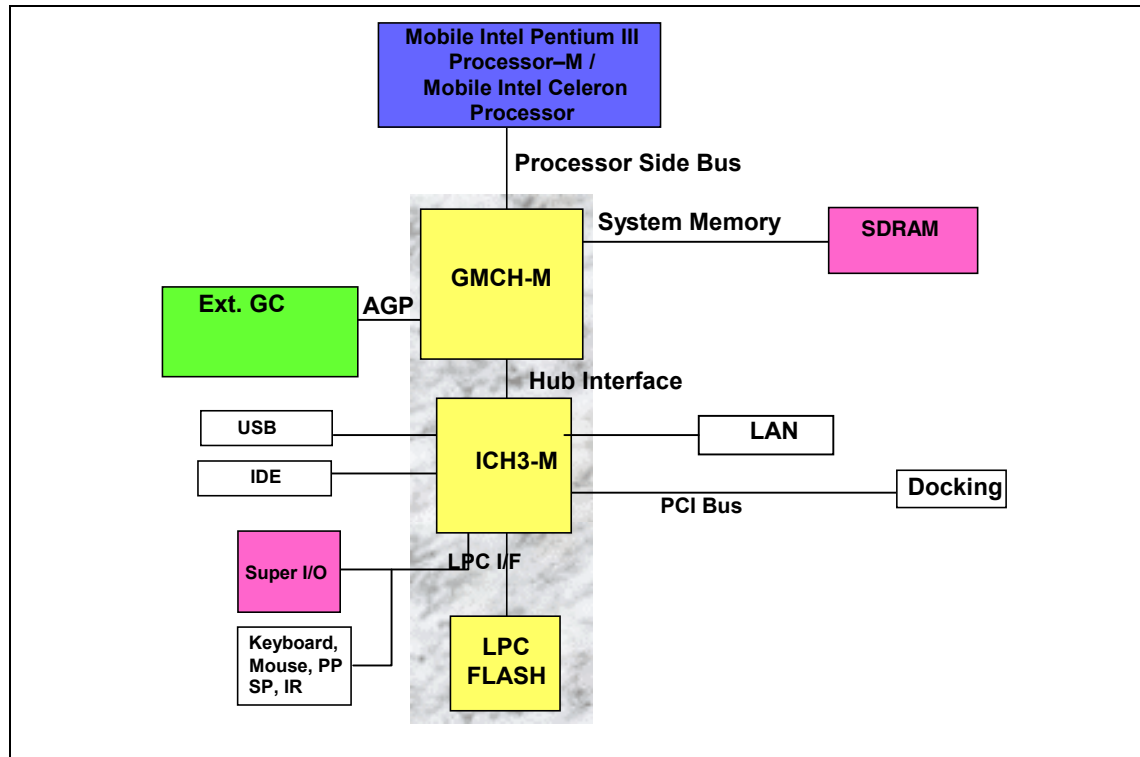 Mobile Intel Pentium III
Processor–M /
Mobile Intel Celeron
Processor
Processor Side Bus
System Memory
SDRAM
GMCH-M
Ext. GC
AGP
Hub Interface
USB
LAN
ICH3-M
IDE
Docking
PCI Bus
LPC I/F
Super I/O
Keyboard,
Mouse, PP
SP, IR
LPC
FLASH